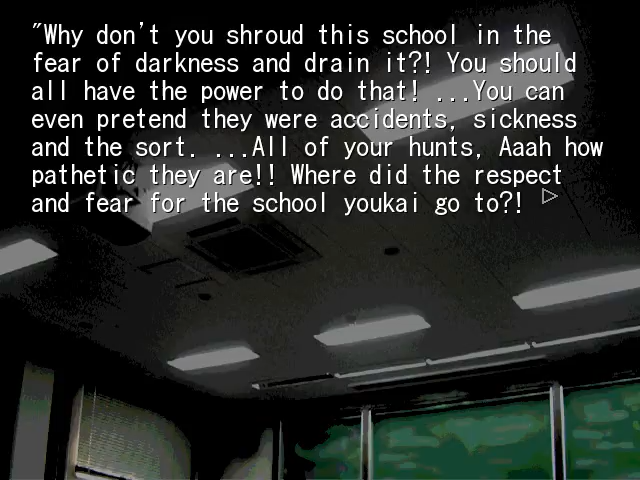 "Why don't you shroud this school in the
fear of darkness and drain it?! You should
all have the power to do that! ...You can
even pretend they were accidents, sickness
and the sort. ...All of your hunts, Aaah how
pathetic they are!! Where did the respect
and fear for the school youkai go to?!